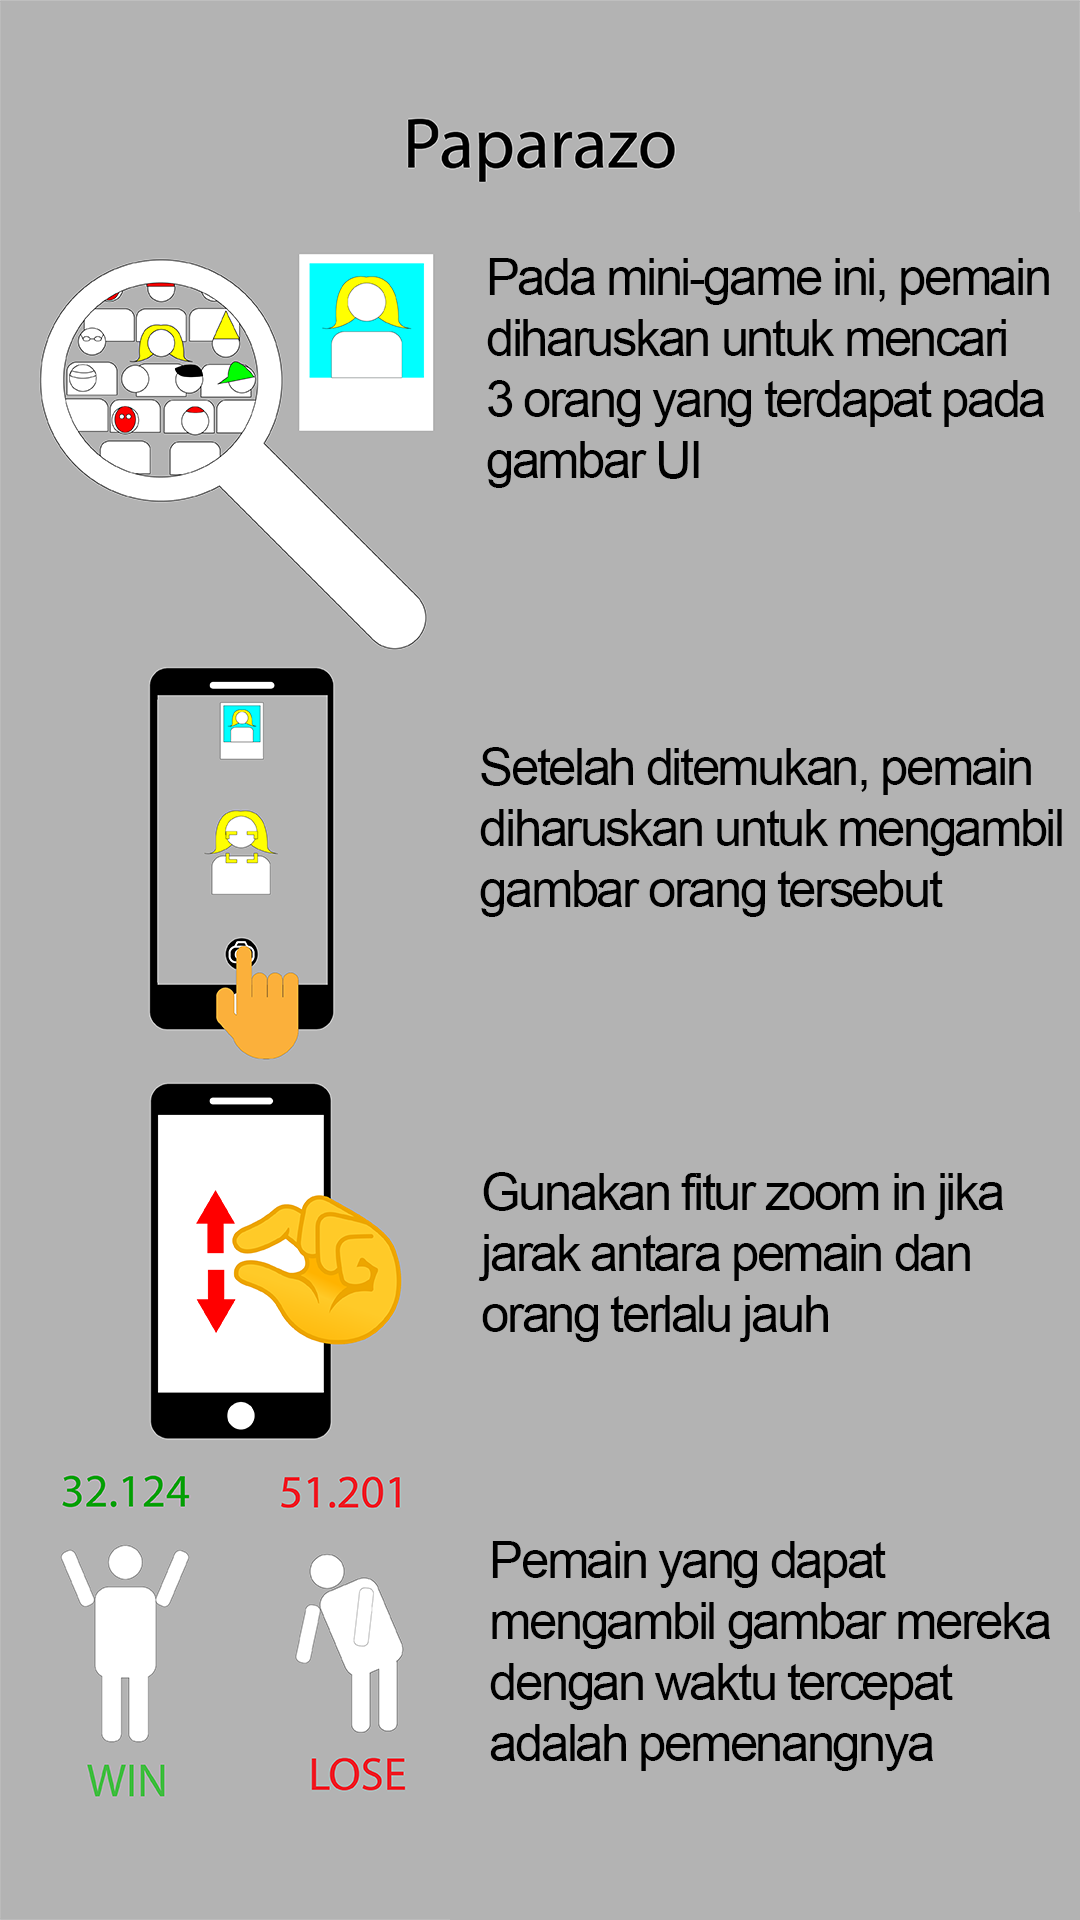 Paparazo
Pada mini-game ini, pemain
diharuskan untuk mencari
3 orang yang terdapat pada
gambar UI
Setelah ditemukan, pemain
diharuskan untuk mengambil
gambar orang tersebut
Gunakan fitur zoom in jika
jarak antara pemain dan
orang terlalu jauh
32.124
51.201
WIN
LOSE
Pemain yang dapat
mengambil gambar mereka
dengan waktu tercepat
adalah pemenangnya